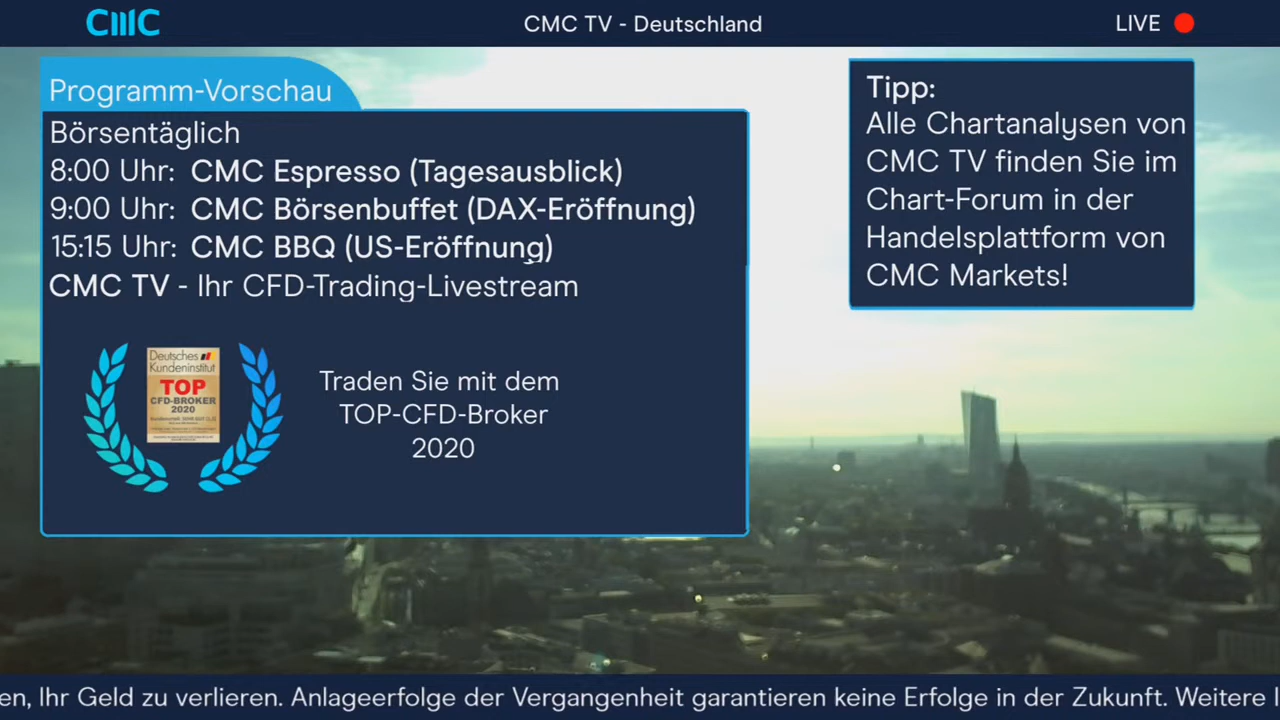 CMC
CMC TV - Deutschland
LIVE
Programm-Vorschau
Börsentäglich
8:00 Uhr: CMC Espresso (Tagesausblick)
9:00 Uhr: CMC Börsenbuffet (DAX-Eröffnung)
15:15 Uhr: CMC BBQ (US-Eröffnung)
CMC TV - Ihr CFD-Trading-Livestream
Deutsches
Kundeninstitut
TOP
CFD-BROKER
2020
Traden Sie mit dem
TOP-CFD-Broker
2020
Tipp:
Alle Chartanalysen von
CMC TV finden Sie im
Chart-Forum in der
Handelsplattform von
CMC Markets!
en, Ihr Geld zu verlieren. Anlageerfolge der Vergangenheit garantieren keine Erfolge in der Zukunft. Weitere